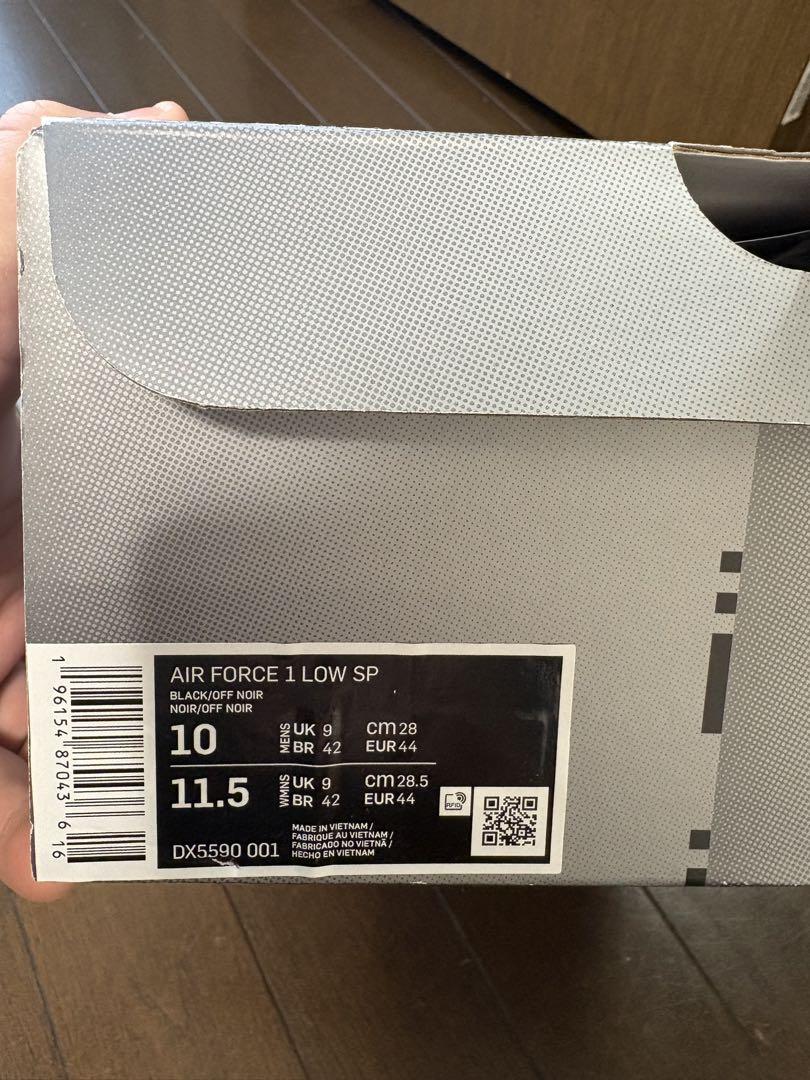 AIR FORCE 1 LOW SP
BLACK/OFF NOIR
NOIR/OFF NOIR
10 MENS UK 9 cm 28
BR 42 EUR 44
11.5 WMNS UK 9 cm 28.5
BR 42 EUR 44
RFID
DX5590 001
MADE IN VIETNAM /
FABRIQUE AU VIETNAM /
FABRICADO NO VIETNÃ /
HECHO EN VIETNAM
1 96154 87043 6 16